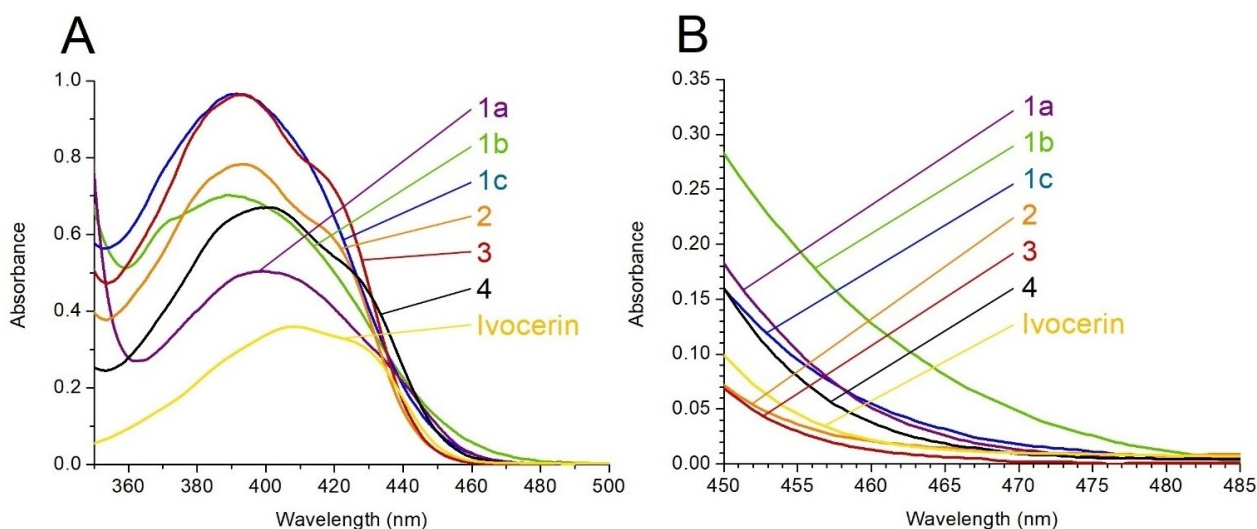 A
Absorbance
1.0
0.8
0.6
0.4
0.2
0.0
360 380 400 420 440 460 480 500
Wavelength (nm)
1a
1b
1c
2
3
4
Ivocerin
B
Absorbance
0.35
0.30
0.25
0.20
0.15
0.10
0.05
0.00
450 455 460 465 470 475 480 485
Wavelength (nm)
1a
1b
1c
2
3
4
Ivocerin